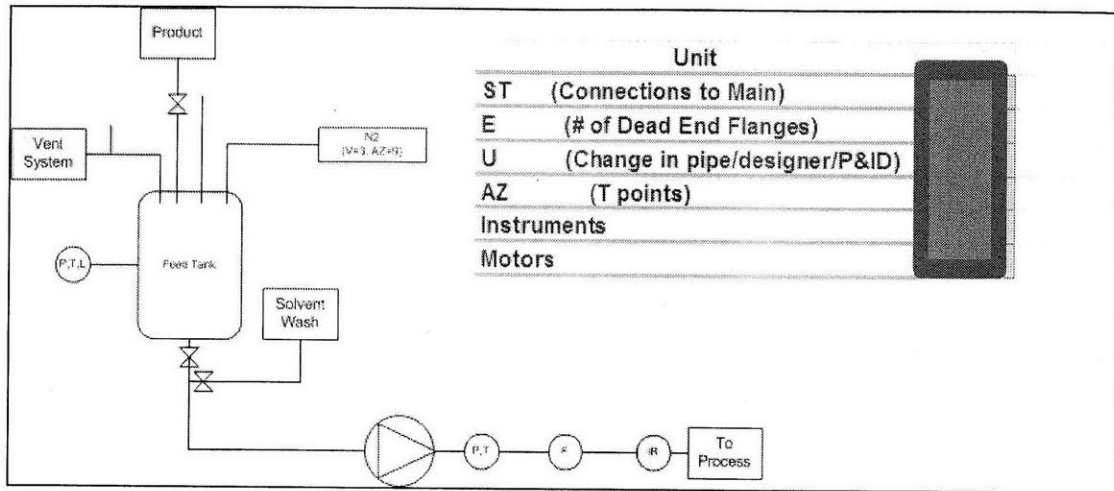 Product
Unit
ST (Connections to Main)
E (# of Dead End Flanges)
U (Change in pipe/designer/P&ID)
AZ (T points)
Instruments
Motors
Vent
System
N2
(V=3, AZ=9)
P,T,L
Feed Tank
Solvent
Wash
P,T
F
IR
To
Process